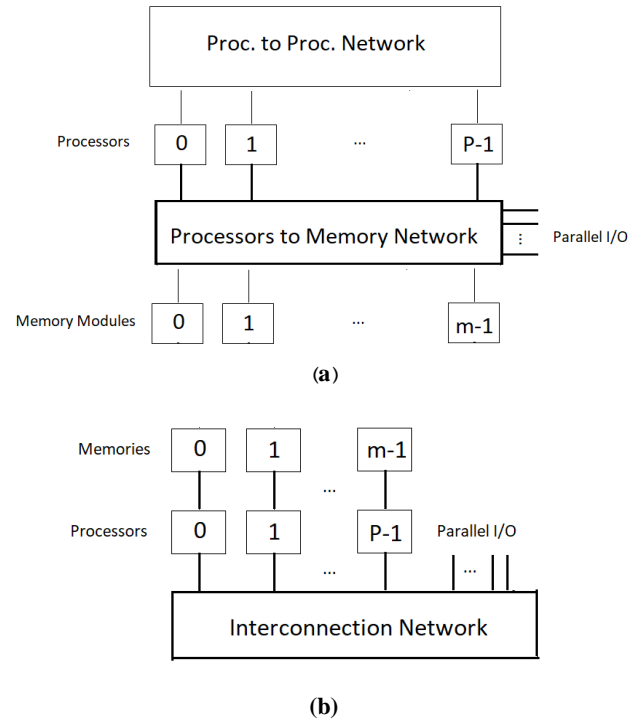 Proc. to Proc. Network
Processors 0 1 ... P-1
Processors to Memory Network ... Parallel I/O
Memory Modules 0 1 ... m-1
(a)
Memories 0 1 m-1
...
Processors 0 1 P-1 Parallel I/O
... ...
Interconnection Network
(b)